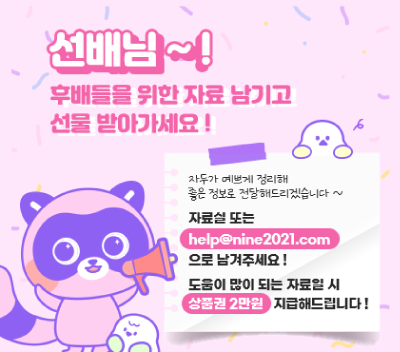 선배님 ~!
후배들을 위한 자료 남기고
선물 받아가세요 !
자두가 예쁘게 정리해
좋은 정보로 전달해드리겠습니다 ~
자료실 또는
help@nine2021.com
으로 남겨주세요 !
도움이 많이 되는 자료일 시
상품권 2만원 지급해드립니다 !